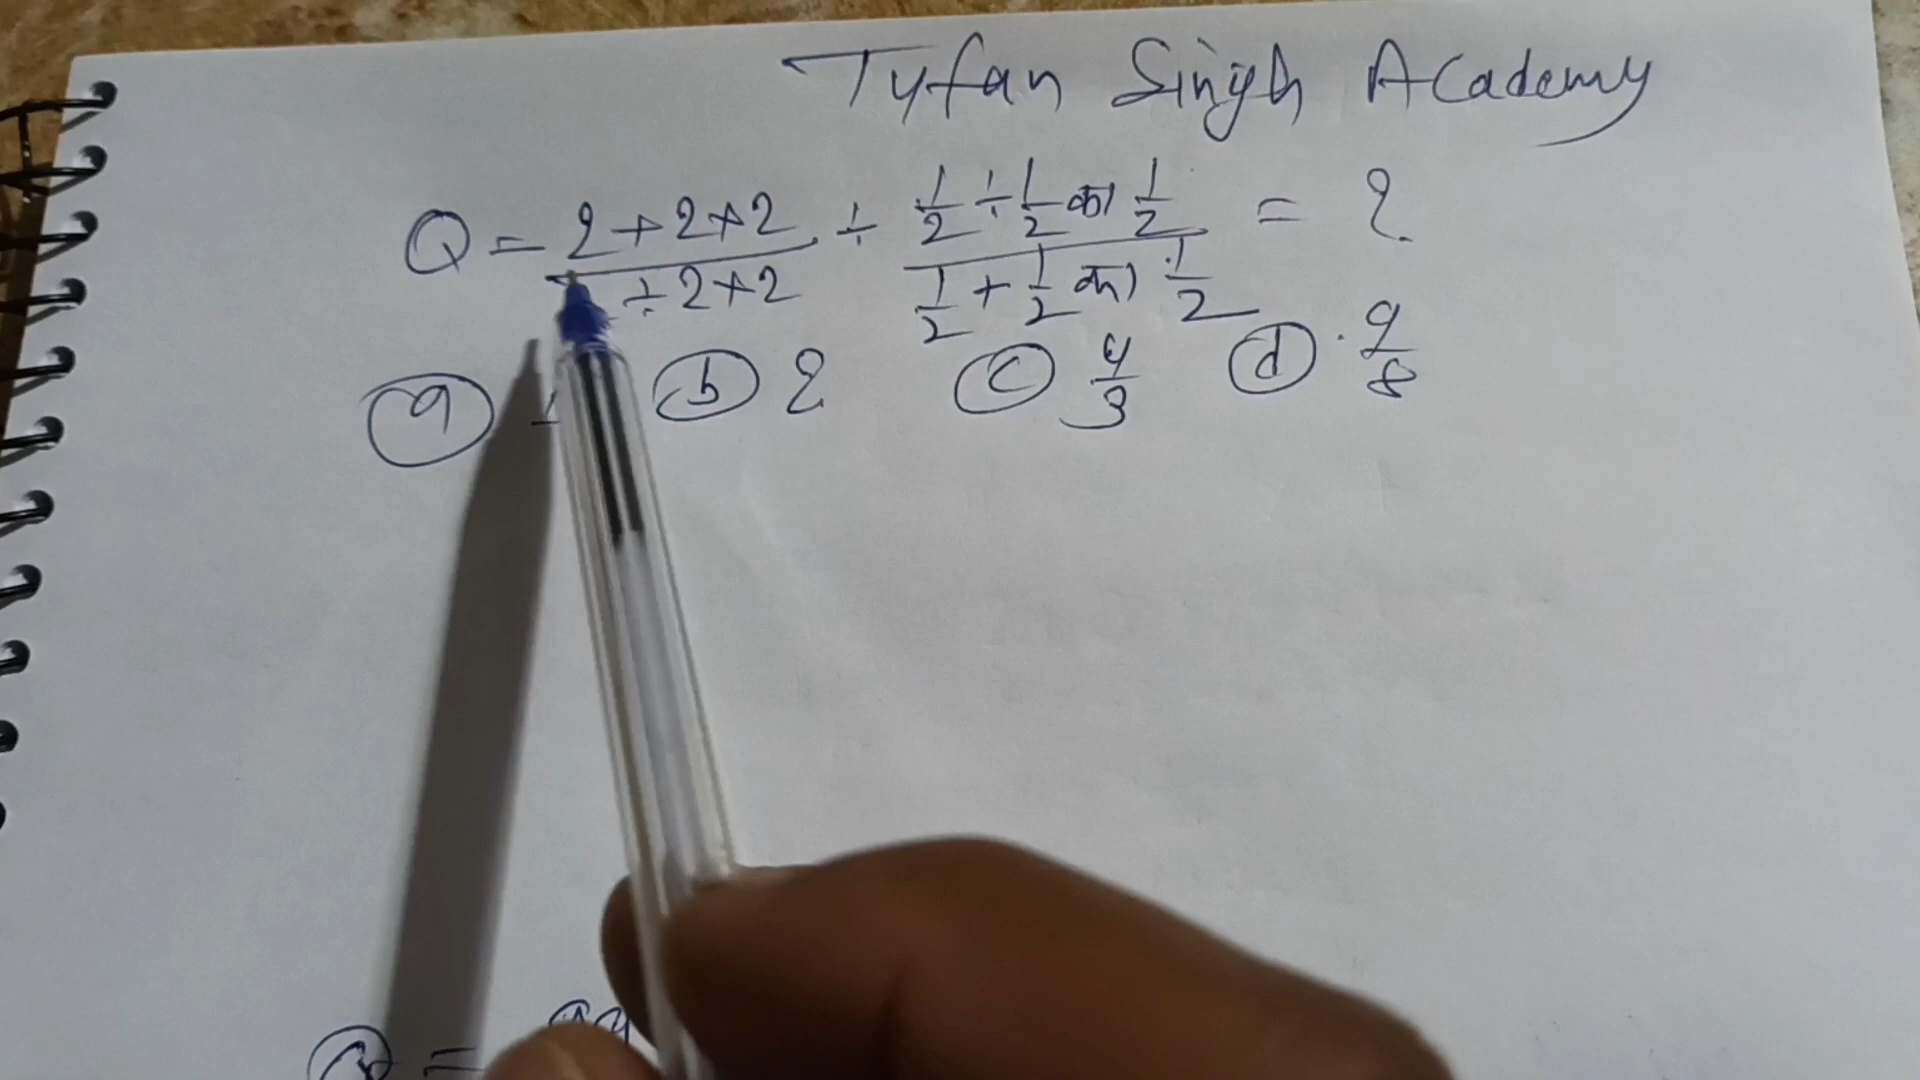 Tyfan Singh Academy
Q = 2 + 2 × 2 ÷ 1/2 ÷ 1/2 का 1/2 = ?
÷ 2 × 2 1/2 + 1/2 का 1/2
(a) (b) 2 (c) 4/3 (d) 9/8